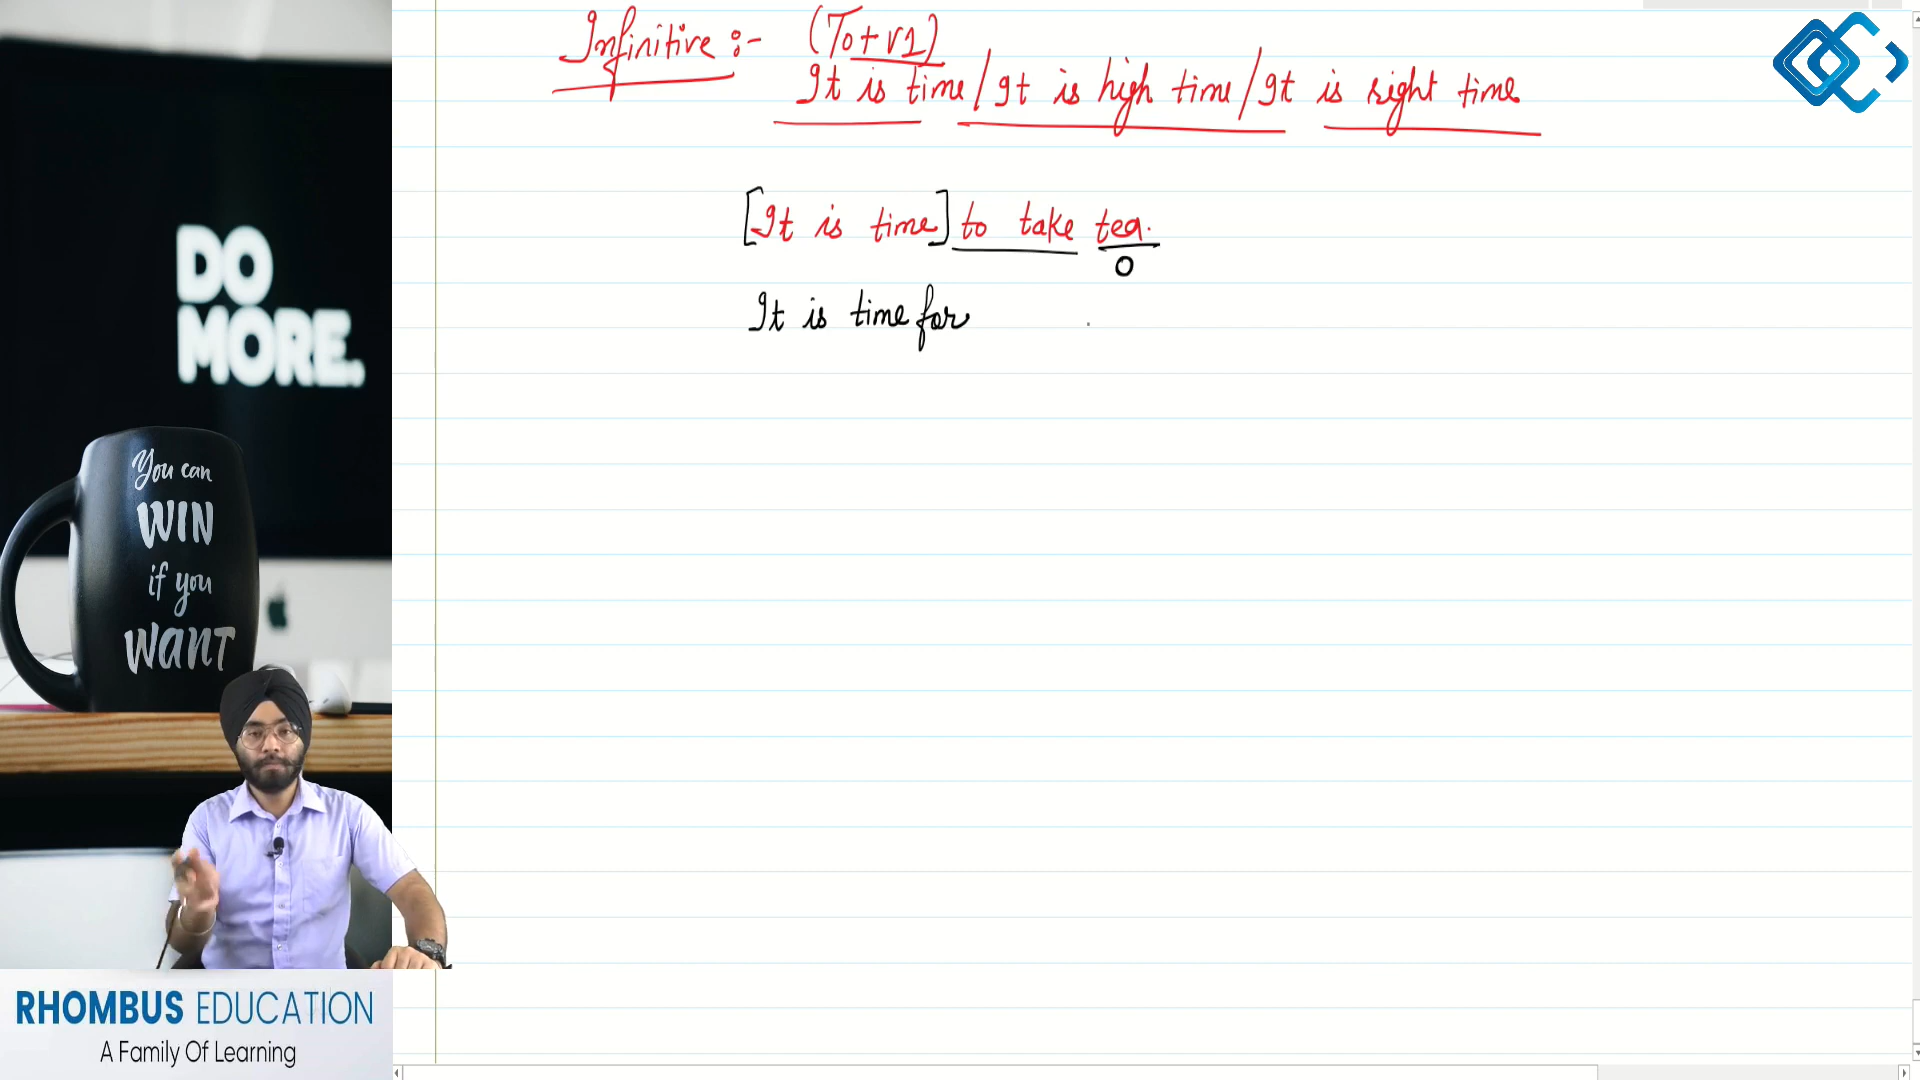 Infinitive :- (To+V1)
It is time / It is high time / It is right time
[It is time] to take tea.
O
It is time for
DO
MORE.
You can
WIN
if you
WANT
RHOMBUS EDUCATION
A Family Of Learning